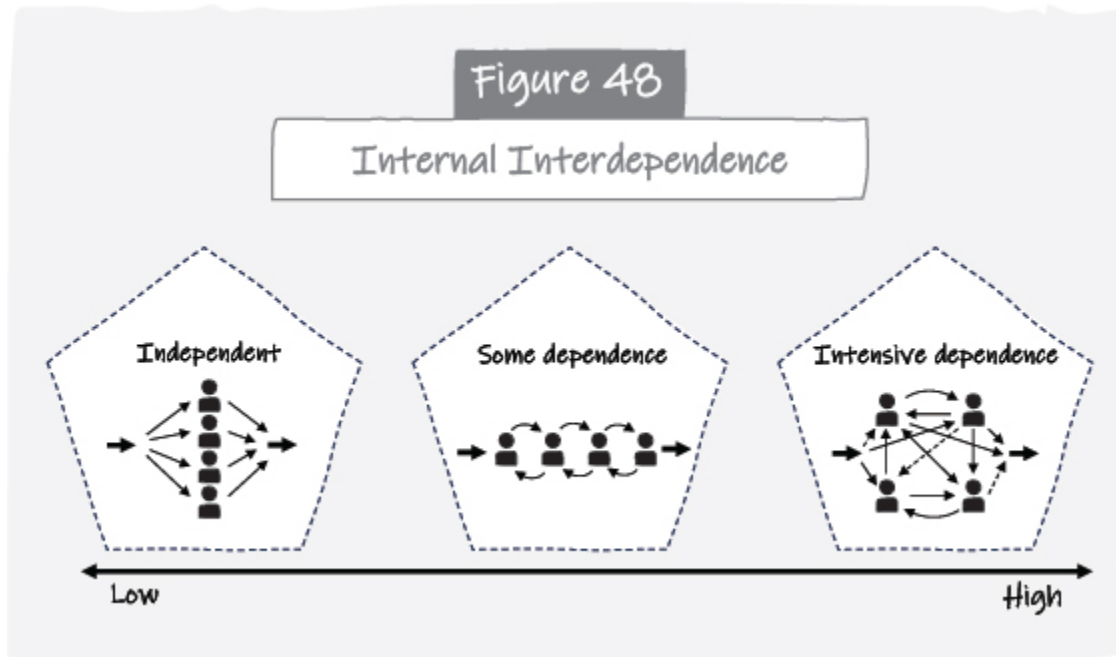 Figure 48
Internal Interdependence
Independent
Some dependence
Intensive dependence
Low
High